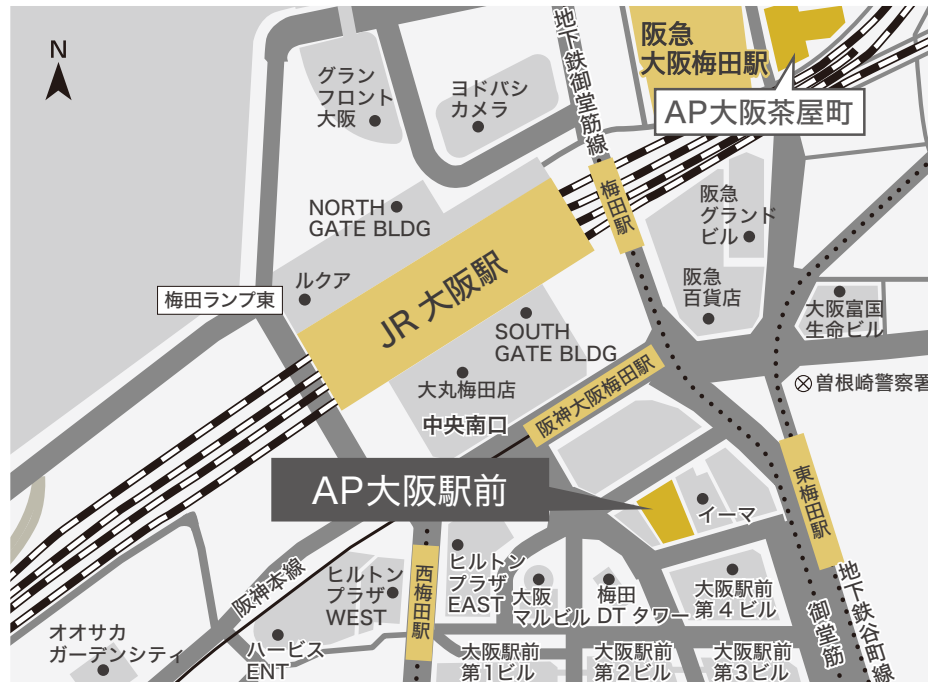 N
グラン
フロント
大阪
ヨドバシ
カメラ
地下鉄御堂筋線
阪急
大阪梅田駅
AP大阪茶屋町
梅田駅
阪急
グランド
ビル
NORTH
GATE BLDG
ルクア
梅田ランプ東
JR 大阪駅
阪急
百貨店
大阪富国
生命ビル
SOUTH
GATE BLDG
大丸梅田店
中央南口
阪神大阪梅田駅
曽根崎警察署
AP大阪駅前
イーマ
東梅田駅
阪神本線
ヒルトン
プラザ
WEST
西梅田駅
ヒルトン
プラザ
EAST
大阪
マルビル
梅田
DT タワー
大阪駅前
第4ビル
御堂筋
地下鉄谷町線
オオサカ
ガーデンシティ
ハービス
ENT
大阪駅前
第1ビル
大阪駅前
第2ビル
大阪駅前
第3ビル